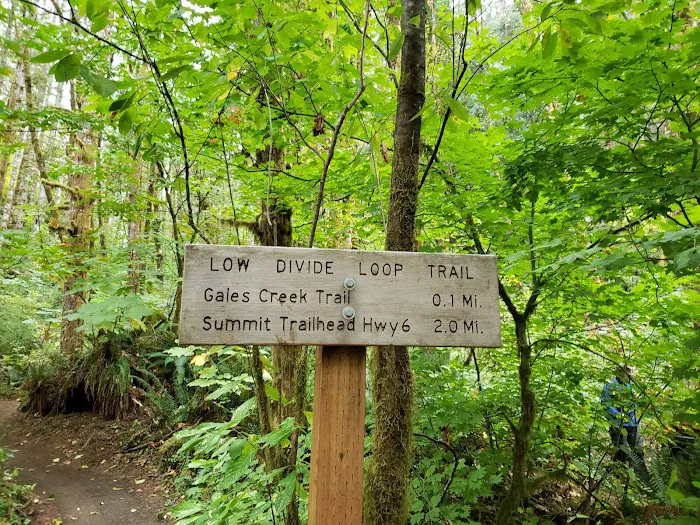 LOW DIVIDE LOOP TRAIL
Gales Creek Trail 0.1 Mi.
Summit Trailhead Hwy6 2.0 Mi.